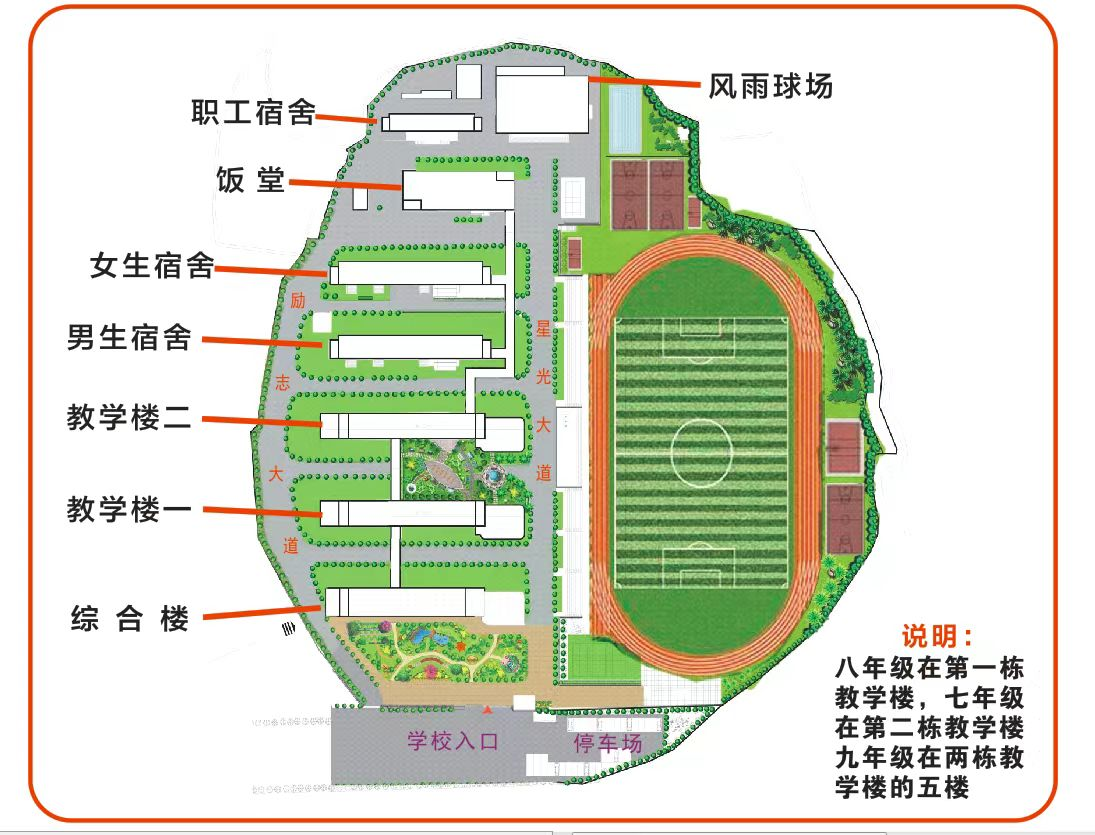 风雨球场
职工宿舍
饭堂
女生宿舍
男生宿舍
教学楼二
教学楼一
综合楼
励志大道
星光大道
学校入口
停车场
说明：
八年级在第一栋
教学楼，七年级
在第二栋教学楼
九年级在两栋教
学楼的五楼